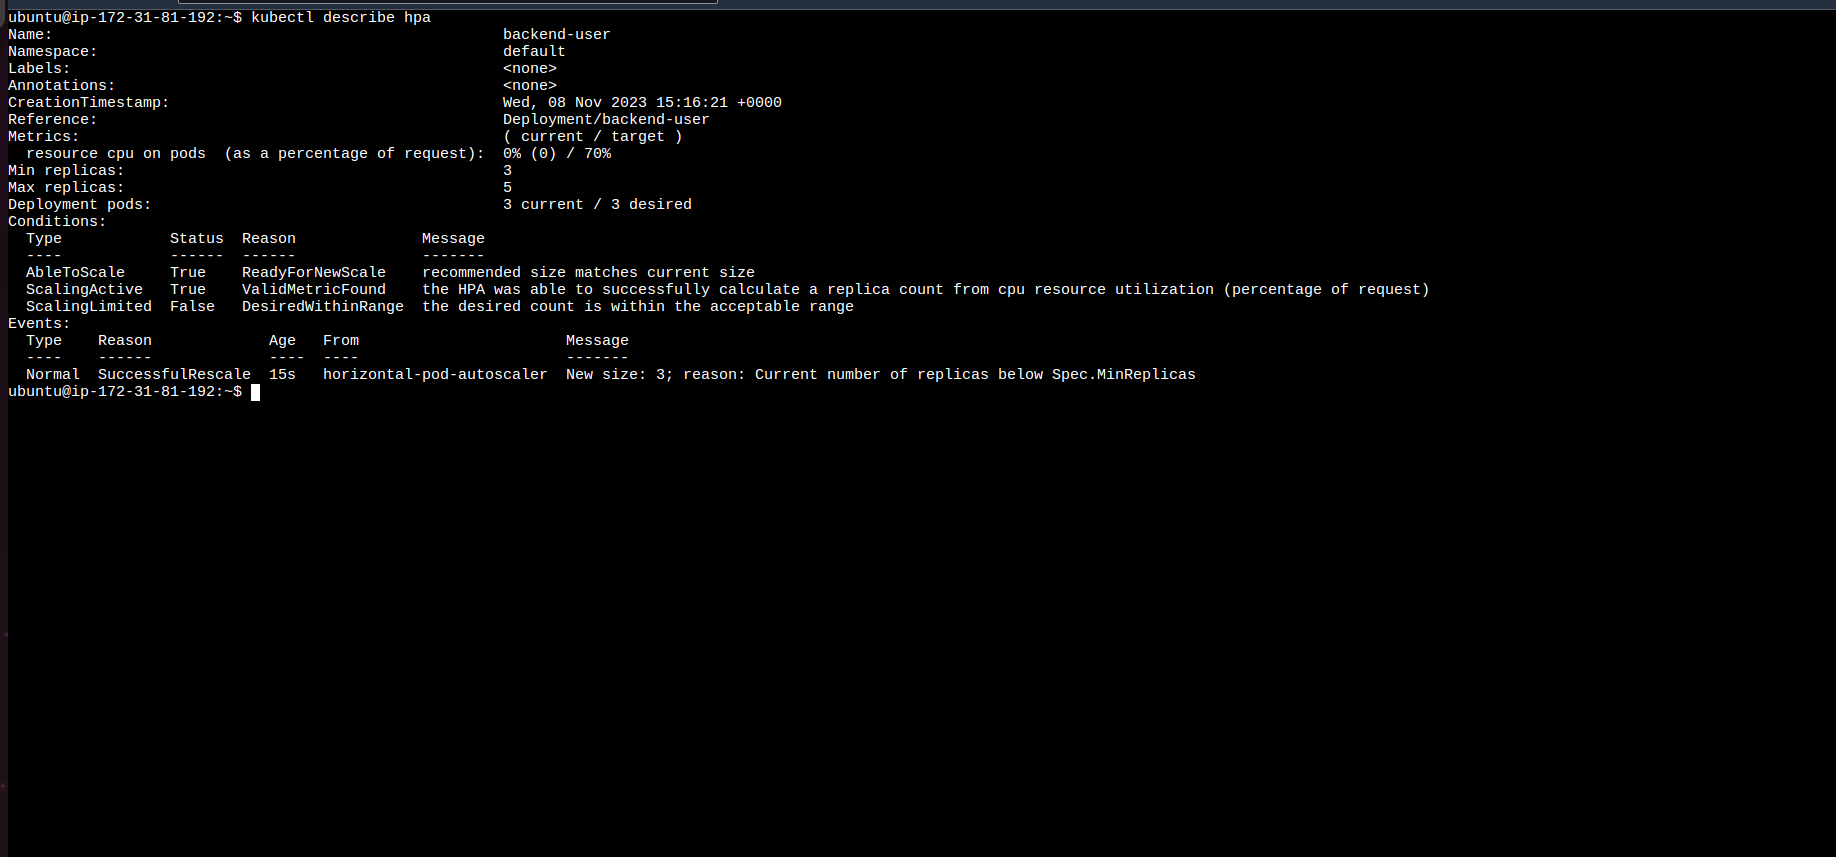 ubuntu@ip-172-31-81-192:~$ kubectl describe hpa
Name: backend-user
Namespace: default
Labels: <none>
Annotations: <none>
CreationTimestamp: Wed, 08 Nov 2023 15:16:21 +0000
Reference: Deployment/backend-user
Metrics: ( current / target )
  resource cpu on pods  (as a percentage of request):  0% (0) / 70%
Min replicas: 3
Max replicas: 5
Deployment pods: 3 current / 3 desired
Conditions:
  Type            Status  Reason              Message
  ----            ------  ------              -------
  AbleToScale     True    ReadyForNewScale    recommended size matches current size
  ScalingActive   True    ValidMetricFound    the HPA was able to successfully calculate a replica count from cpu resource utilization (percentage of request)
  ScalingLimited  False   DesiredWithinRange  the desired count is within the acceptable range
Events:
  Type    Reason             Age   From                       Message
  ----    ------             ----  ----                       -------
  Normal  SuccessfulRescale  15s   horizontal-pod-autoscaler  New size: 3; reason: Current number of replicas below Spec.MinReplicas
ubuntu@ip-172-31-81-192:~$